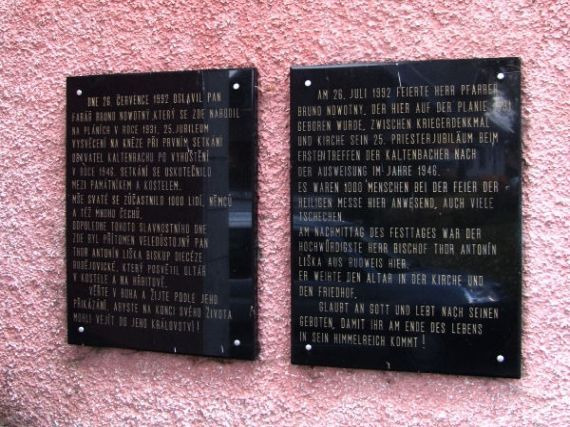 DNE 26. ČERVENCE 1992 OSLAVIL PAN
FARÁŘ BRUNO NOWOTNÝ, KTERÝ SE ZDE NARODIL
NA PLÁNÍCH V ROCE 1931, 25. JUBILEUM
VYSVĚCENÍ NA KNĚZE PŘI PRVNÍM SETKÁNÍ
OBYVATEL KALTENBACHU PO VYHOŠTĚNÍ
V ROCE 1946. SETKÁNÍ SE USKUTEČNILO
MEZI PAMÁTNÍKEM A KOSTELEM.
MŠE SVATÉ SE ZÚČASTNILO 1000 LIDÍ, NĚMCŮ
A TÉŽ MNOHO ČECHŮ.
ODPOLEDNE TOHOTO SLAVNOSTNÍHO DNE
ZDE BYL PŘÍTOMEN VELEDŮSTOJNÝ PAN
THOR ANTONÍN LIŠKA BISKUP DIECÉZE
BUDĚJOVICKÉ, KTERÝ POSVĚTIL OLTÁŘ
V KOSTELE A NA HŘBITOVĚ.
VĚŘTE V BOHA A ŽIJTE PODLE JEHO
PŘIKÁZÁNÍ, ABYSTE NA KONCI SVÉHO ŽIVOTA
MOHLI VEJÍT DO JEHO KRÁLOVSTVÍ!
AM 26. JULI 1992 FEIERTE HERR PFARRER
BRUNO NOWOTNY, DER HIER AUF DER PLANIE 1931
GEBOREN WURDE, ZWISCHEN KRIEGERDENKMAL
UND KIRCHE SEIN 25. PRIESTERJUBILÄUM BEIM
ERSTENTREFFEN DER KALTENBACHER NACH
DER AUSWEISUNG IM JAHRE 1946.
ES WAREN 1000 MENSCHEN BEI DER FEIER DER
HEILIGEN MESSE HIER ANWESEND, AUCH VIELE
TSCHECHEN.
AM NACHMITTAG DES FESTTAGES WAR DER
HOCHWÜRDIGSTE HERR BISCHOF THOR ANTONÍN
LIŠKA AUS BUDWEIS HIER.
ER WEIHTE DEN ALTAR IN DER KIRCHE UND
DEN FRIEDHOF.
GLAUBT AN GOTT UND LEBT NACH SEINEN
GEBOTEN, DAMIT IHR AM ENDE DES LEBENS
IN SEIN HIMMELREICH KOMMT!